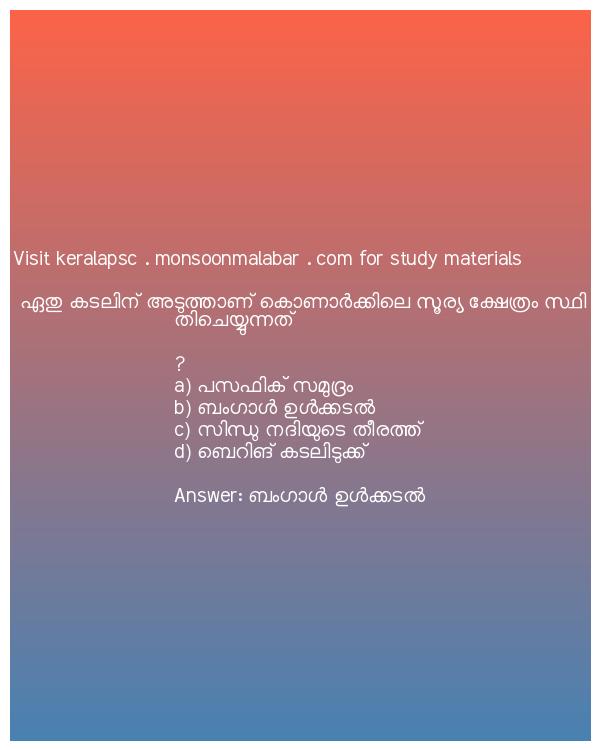 Visit keralapsc . monsoonmalabar . com for study materials
ഏതു കടലിന് അടുത്താണ് കൊണാർക്കിലെ സൂര്യ ക്ഷേത്രം സ്ഥി
തിചെയ്യുന്നത്
?
a) പസഫിക് സമുദ്രം
b) ബംഗാൾ ഉൾക്കടൽ
c) സിന്ധു നദിയുടെ തീരത്ത്
d) ബെറിങ് കടലിടുക്ക്
Answer: ബംഗാൾ ഉൾക്കടൽ